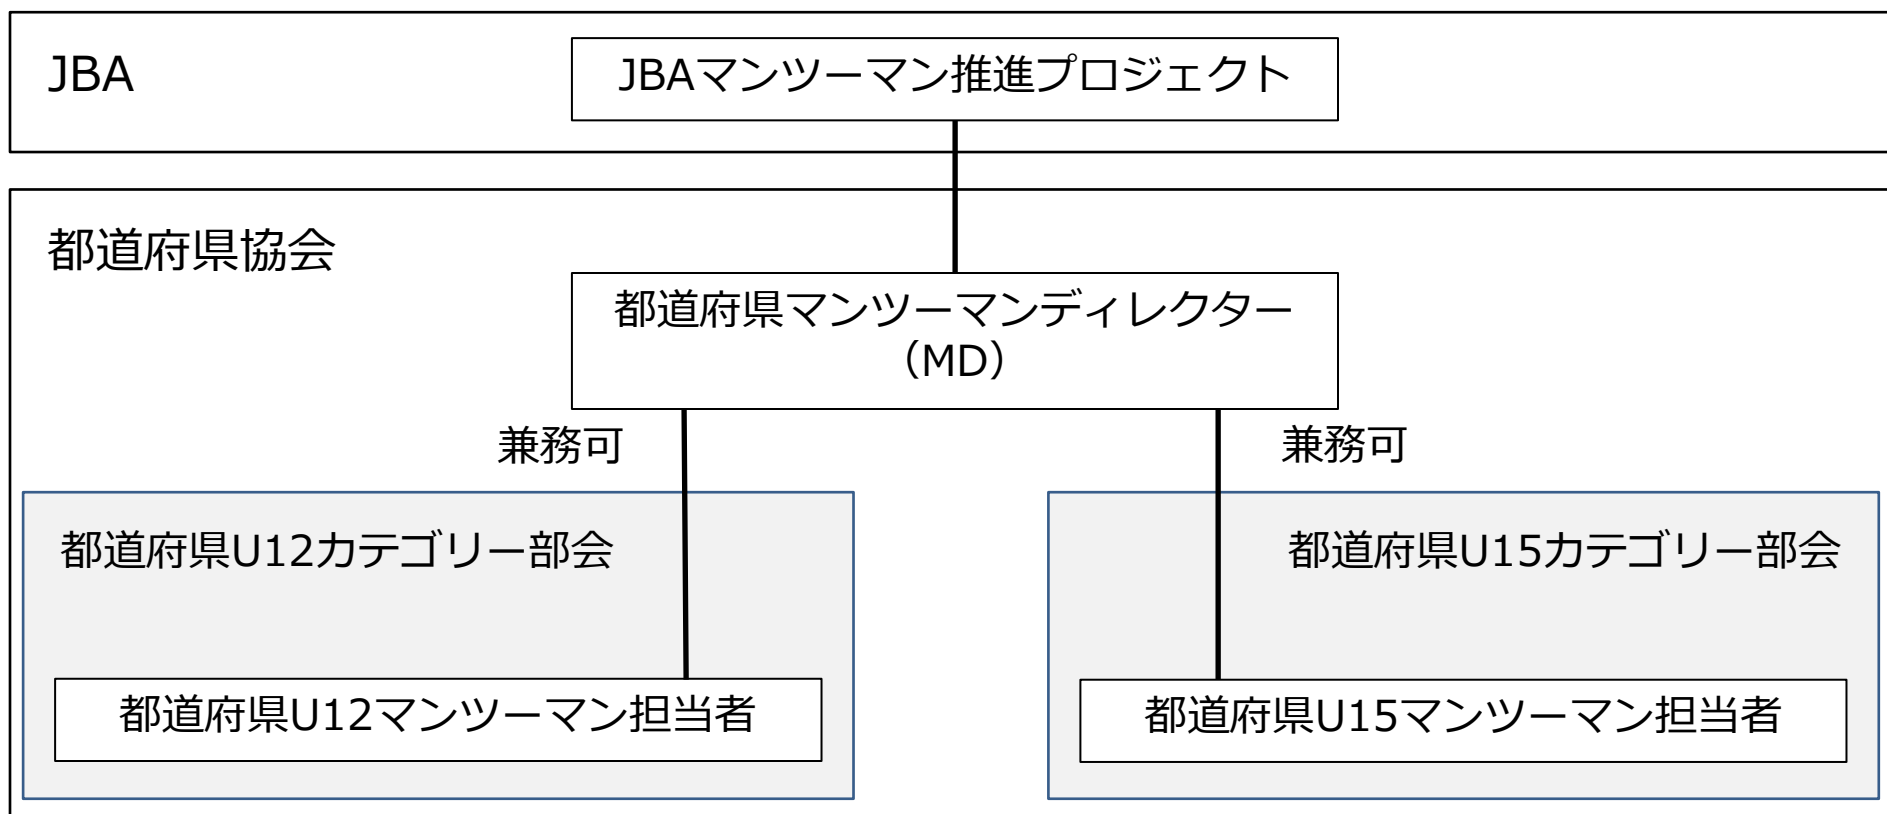 JBA
JBAマンツーマン推進プロジェクト
都道府県協会
都道府県マンツーマンディレクター
（MD）
兼務可
兼務可
都道府県U12カテゴリー部会
都道府県U15カテゴリー部会
都道府県U12マンツーマン担当者
都道府県U15マンツーマン担当者